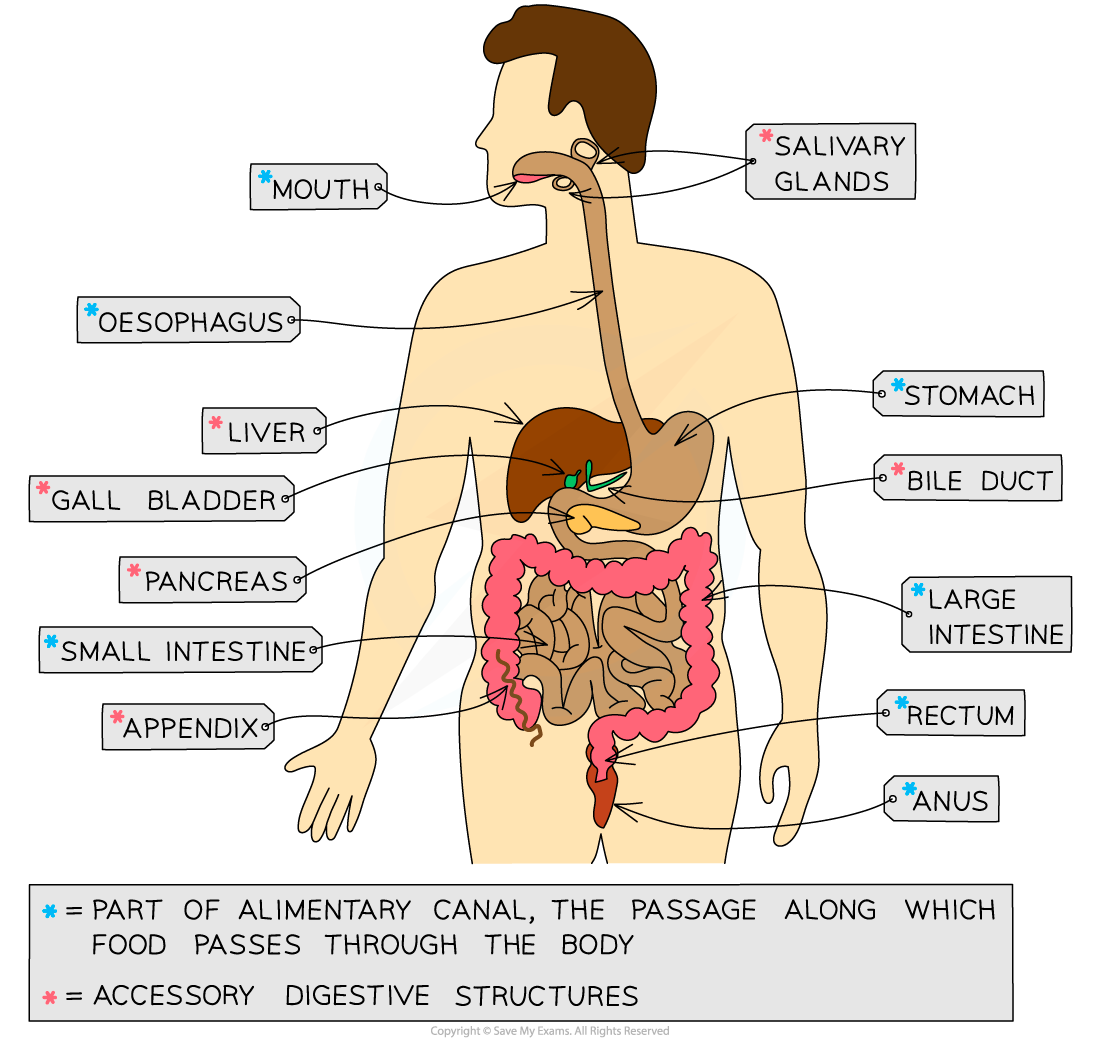 *SALIVARY
GLANDS
*MOUTH
*OESOPHAGUS
*STOMACH
*LIVER
*BILE DUCT
*GALL BLADDER
*PANCREAS
*LARGE
INTESTINE
*SMALL INTESTINE
*RECTUM
*APPENDIX
*ANUS
* = PART OF ALIMENTARY CANAL, THE PASSAGE ALONG WHICH
FOOD PASSES THROUGH THE BODY
* = ACCESSORY DIGESTIVE STRUCTURES
Copyright © Save My Exams. All Rights Reserved